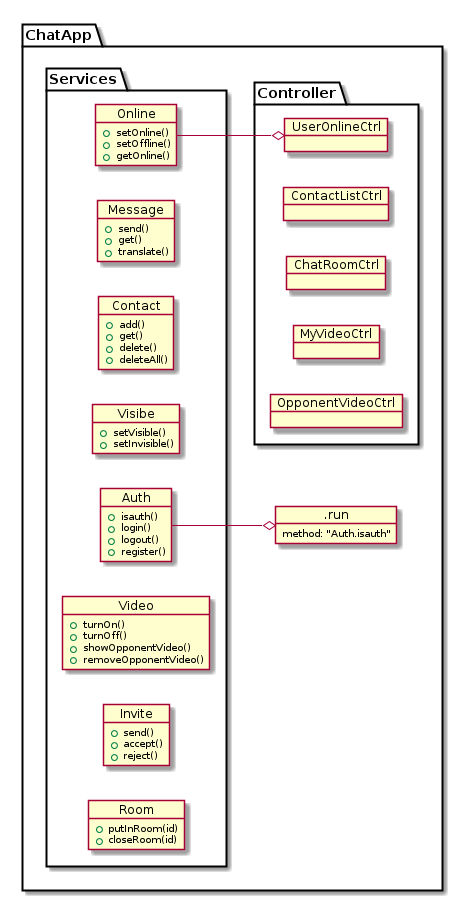 ChatApp
Services
Online
setOnline()
setOffline()
getOnline()
Message
send()
get()
translate()
Contact
add()
get()
delete()
deleteAll()
Visibe
setVisible()
setInvisible()
Auth
isauth()
login()
logout()
register()
Video
turnOn()
turnOff()
showOpponentVideo()
removeOpponentVideo()
Invite
send()
accept()
reject()
Room
putInRoom(id)
closeRoom(id)
Controller
UserOnlineCtrl
ContactListCtrl
ChatRoomCtrl
MyVideoCtrl
OpponentVideoCtrl
.run
method: "Auth.isauth"